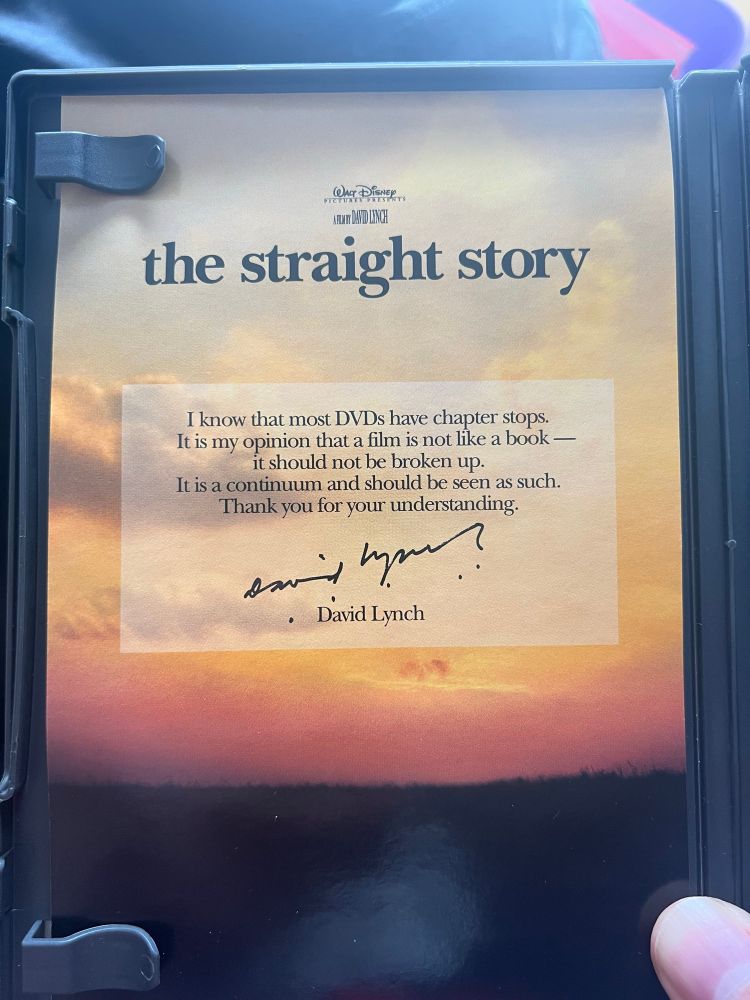 Walt Disney
PICTURES PRESENTS
A FILM BY DAVID LYNCH
the straight story
I know that most DVDs have chapter stops.
It is my opinion that a film is not like a book —
it should not be broken up.
It is a continuum and should be seen as such.
Thank you for your understanding.
David Lynch
David Lynch